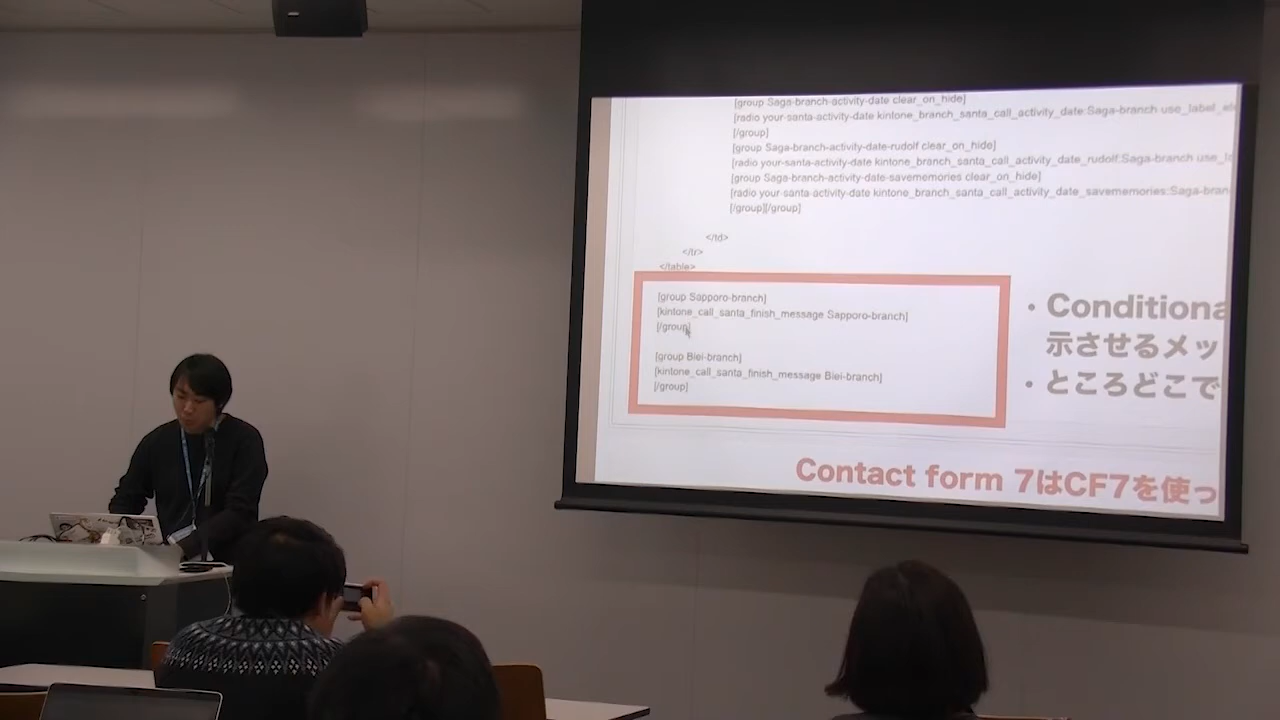 [group Saga-branch-activity-date clear_on_hide]
[radio your-santa-activity-date kintone_branch_santa_call_activity_date:Saga-branch use_label_el
[/group]
[group Saga-branch-activity-date-rudolf clear_on_hide]
[radio your-santa-activity-date kintone_branch_santa_call_activity_date_rudolf:Saga-branch use_la
[group Saga-branch-activity-date-savememories clear_on_hide]
[radio your-santa-activity-date kintone_branch_santa_call_activity_date_savememories:Saga-bran
[/group][/group]
</td>
</tr>
</table>
[group Sapporo-branch]
[kintone_call_santa_finish_message Sapporo-branch]
[/group]
[group Biei-branch]
[kintone_call_santa_finish_message Biei-branch]
[/group]
• Conditiona
示させるメッ
• ところどこで
Contact form 7はCF7を使っ